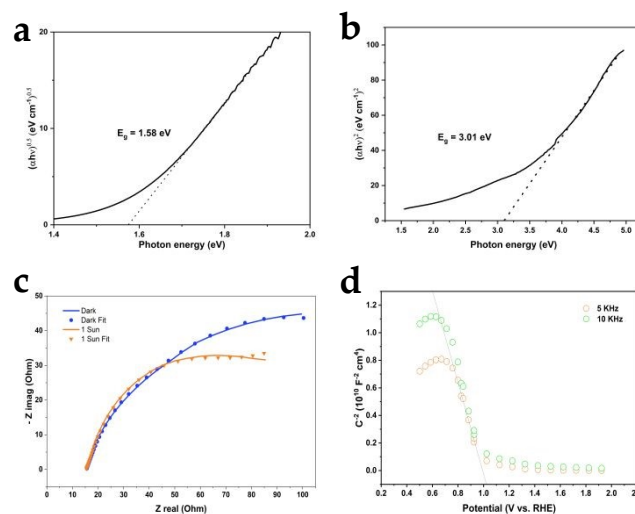 a
20
10
0
(αhν)^0.5 (eV cm⁻¹)^0.5
E_g = 1.58 eV
1.4
1.6
1.8
2.0
Photon energy (eV)
b
100
80
60
40
20
0
(αhν)² (eV cm⁻¹)²
E_g = 3.01 eV
1.5
2.0
2.5
3.0
3.5
4.0
4.5
5.0
Photon energy (eV)
c
50
40
30
20
10
0
- Z imag (Ohm)
Dark
Dark Fit
1 Sun
1 Sun Fit
0
10
20
30
40
50
60
70
80
90
100
Z real (Ohm)
d
1.2
1.0
0.8
0.6
0.4
0.2
0.0
C⁻² (10¹⁰ F⁻² cm⁴)
5 KHz
10 KHz
0.2
0.4
0.6
0.8
1.0
1.2
1.4
1.6
1.8
2.0
2.2
Potential (V vs. RHE)